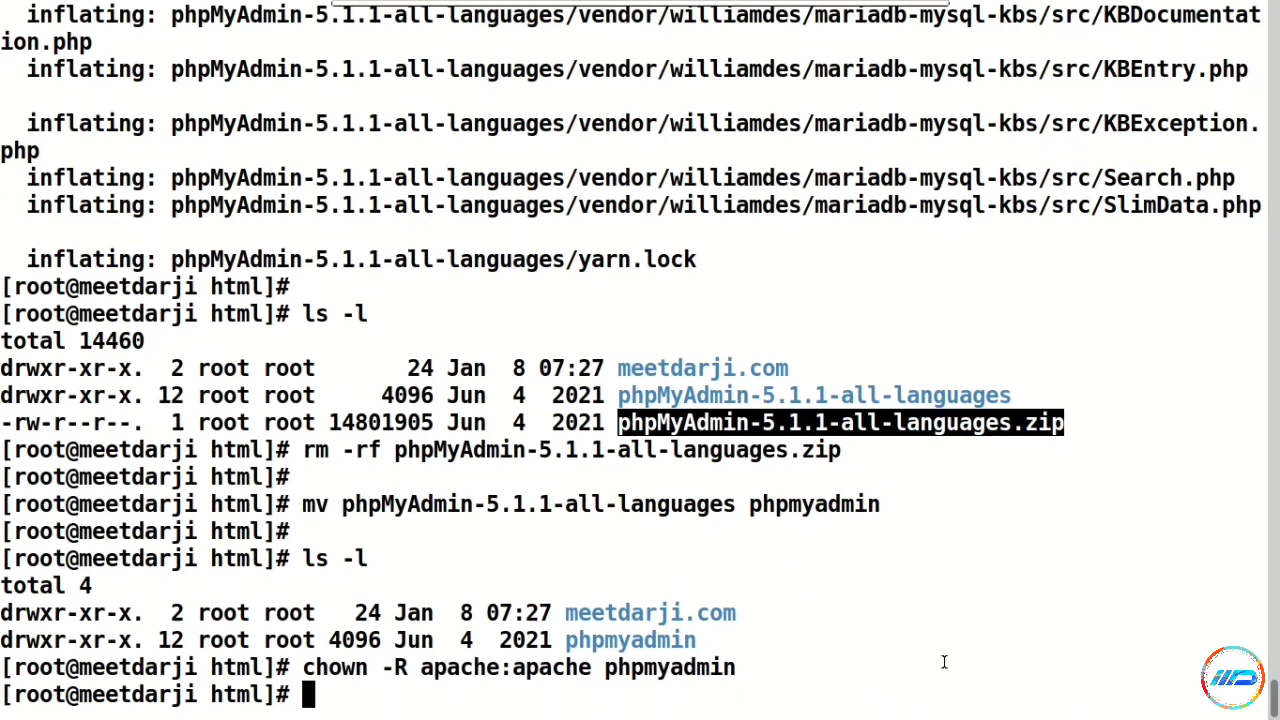 inflating: phpMyAdmin-5.1.1-all-languages/vendor/williamdes/mariadb-mysql-kbs/src/KBDocumentat
ion.php
inflating: phpMyAdmin-5.1.1-all-languages/vendor/williamdes/mariadb-mysql-kbs/src/KBEntry.php
inflating: phpMyAdmin-5.1.1-all-languages/vendor/williamdes/mariadb-mysql-kbs/src/KBException.
php
inflating: phpMyAdmin-5.1.1-all-languages/vendor/williamdes/mariadb-mysql-kbs/src/Search.php
inflating: phpMyAdmin-5.1.1-all-languages/vendor/williamdes/mariadb-mysql-kbs/src/SlimData.php
inflating: phpMyAdmin-5.1.1-all-languages/yarn.lock
[root@meetdarji html]#
[root@meetdarji html]# ls -l
total 14460
drwxr-xr-x.  2 root root       24 Jan  8 07:27 meetdarji.com
drwxr-xr-x. 12 root root     4096 Jun  4  2021 phpMyAdmin-5.1.1-all-languages
-rw-r--r--.  1 root root 14801905 Jun  4  2021 phpMyAdmin-5.1.1-all-languages.zip
[root@meetdarji html]# rm -rf phpMyAdmin-5.1.1-all-languages.zip
[root@meetdarji html]#
[root@meetdarji html]# mv phpMyAdmin-5.1.1-all-languages phpmyadmin
[root@meetdarji html]#
[root@meetdarji html]# ls -l
total 4
drwxr-xr-x.  2 root root   24 Jan  8 07:27 meetdarji.com
drwxr-xr-x. 12 root root 4096 Jun  4  2021 phpmyadmin
[root@meetdarji html]# chown -R apache:apache phpmyadmin
[root@meetdarji html]#